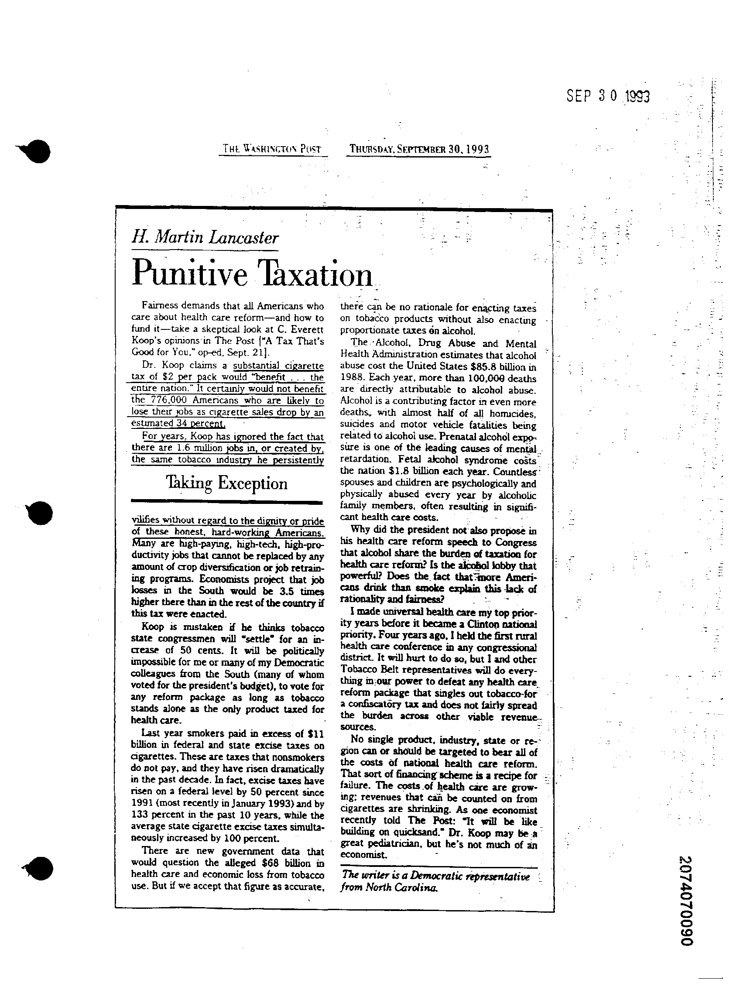 SEP 30 1993
THE WASHINGTON POST THURSDAY, SEPTEMBER 30, 1993
H. Martin Lancaster
Punitive Taxation
Fairness demands that all Americans who
care about health care reform—and how to
fund it—take a skeptical look at C. Everett
Koop's opinions in The Post ["A Tax That's
Good for You," op-ed, Sept. 21].
Dr. Koop claims a substantial cigarette
tax of $2 per pack would "benefit . . . the
entire nation." It certainly would not benefit
the 776,000 Americans who are likely to
lose their jobs as cigarette sales drop by an
estimated 34 percent.
For years, Koop has ignored the fact that
there are 1.6 million jobs in, or created by,
the same tobacco industry he persistently
Taking Exception
vilifies without regard to the dignity or pride
of these honest, hard-working Americans.
Many are high-paying, high-tech, high-pro-
ductivity jobs that cannot be replaced by any
amount of crop diversification or job retrain-
ing programs. Economists project that job
losses in the South would be 3.5 times
higher there than in the rest of the country if
this tax were enacted.
Koop is mistaken if he thinks tobacco
state congressmen will "settle" for an in-
crease of 50 cents. It will be politically
impossible for me or many of my Democratic
colleagues from the South (many of whom
voted for the president's budget), to vote for
any reform package as long as tobacco
stands alone as the only product taxed for
health care.
Last year smokers paid in excess of $11
billion in federal and state excise taxes on
cigarettes. These are taxes that nonsmokers
do not pay, and they have risen dramatically
in the past decade. In fact, excise taxes have
risen on a federal level by 50 percent since
1991 (most recently in January 1993) and by
133 percent in the past 10 years, while the
average state cigarette excise taxes simulta-
neously increased by 100 percent.
There are new government data that
would question the alleged $68 billion in
health care and economic loss from tobacco
use. But if we accept that figure as accurate,
there can be no rationale for enacting taxes
on tobacco products without also enacting
proportionate taxes on alcohol.
The Alcohol, Drug Abuse and Mental
Health Administration estimates that alcohol
abuse cost the United States $85.8 billion in
1988. Each year, more than 100,000 deaths
are directly attributable to alcohol abuse.
Alcohol is a contributing factor in even more
deaths, with almost half of all homicides,
suicides and motor vehicle fatalities being
related to alcohol use. Prenatal alcohol expo-
sure is one of the leading causes of mental
retardation. Fetal alcohol syndrome costs
the nation $1.8 billion each year. Countless
spouses and children are psychologically and
physically abused every year by alcoholic
family members, often resulting in signifi-
cant health care costs.
Why did the president not also propose in
his health care reform speech to Congress
that alcohol share the burden of taxation for
health care reform? Is the alcohol lobby that
powerful? Does the fact that more Ameri-
cans drink than smoke explain this lack of
rationality and fairness?
I made universal health care my top prior-
ity years before it became a Clinton national
priority. Four years ago, I held the first rural
health care conference in any congressional
district. It will hurt to do so, but I and other
Tobacco Belt representatives will do every-
thing in our power to defeat any health care
reform package that singles out tobacco for
a confiscatory tax and does not fairly spread
the burden across other viable revenue
sources.
No single product, industry, state or re-
gion can or should be targeted to bear all of
the costs of national health care reform.
That sort of financing scheme is a recipe for
failure. The costs of health care are grow-
ing; revenues that can be counted on from
cigarettes are shrinking. As one economist
recently told The Post: "It will be like
building on quicksand." Dr. Koop may be a
great pediatrician, but he's not much of an
economist.
The writer is a Democratic representative
from North Carolina.
2074070090